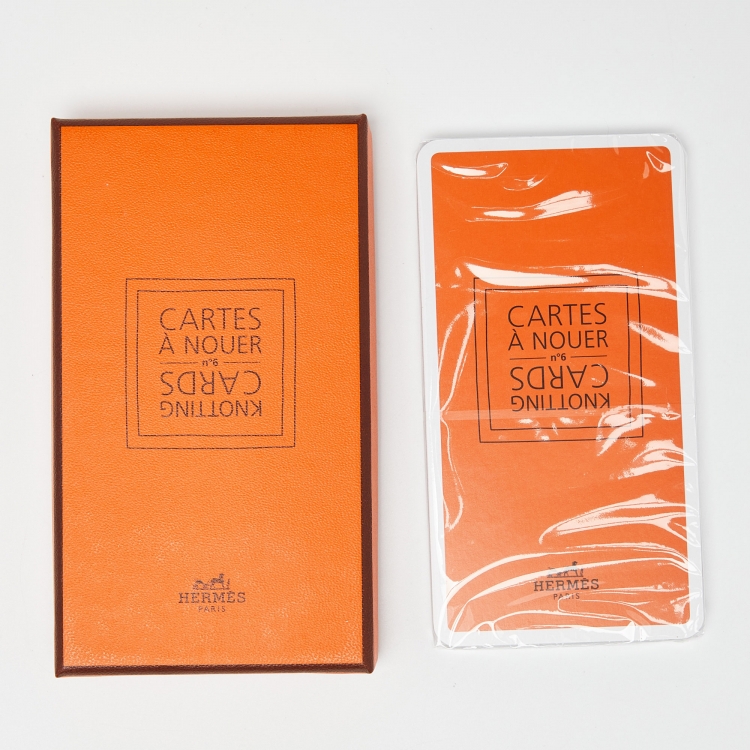 CARTES
À NOUER
n°6
CARDS
KNOTTING
HERMÈS
PARIS
CARTES
À NOUER
n°6
CARDS
KNOTTING
HERMÈS
PARIS